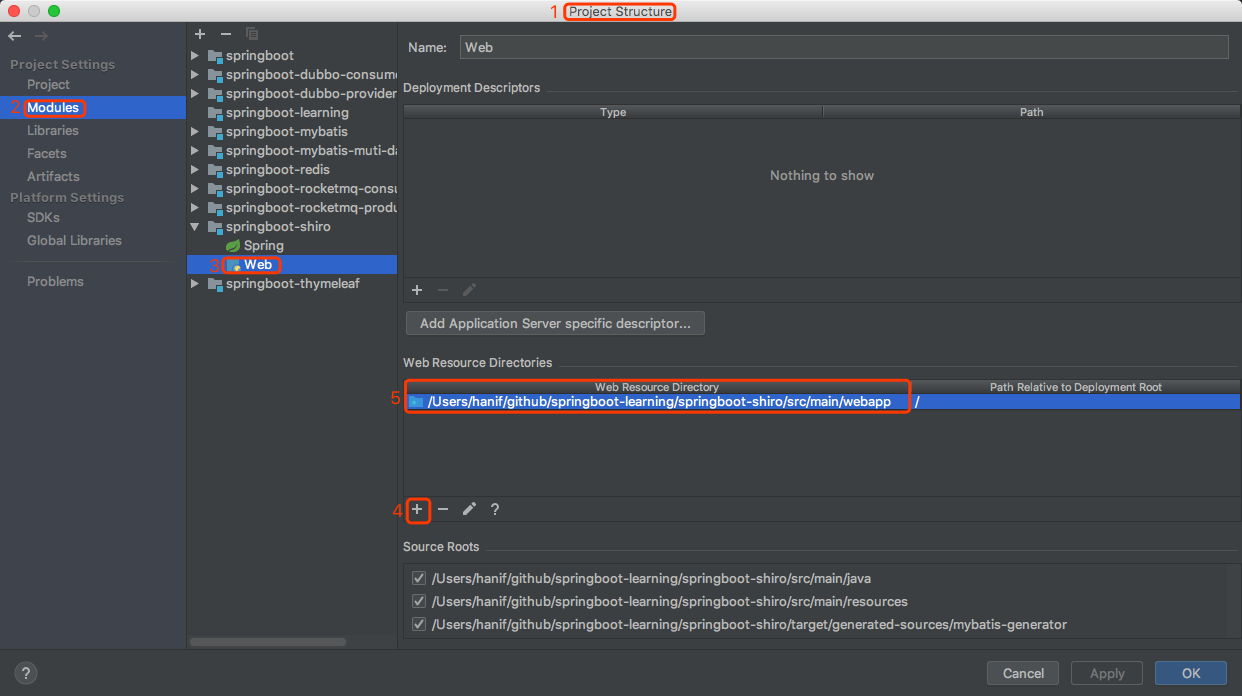 1 Project Structure
Project Settings
Project
2 Modules
Libraries
Facets
Artifacts
Platform Settings
SDKs
Global Libraries
Problems
springboot
springboot-dubbo-consume
springboot-dubbo-provider
springboot-learning
springboot-mybatis
springboot-mybatis-muti-da
springboot-redis
springboot-rocketmq-consu
springboot-rocketmq-produ
springboot-shiro
Spring
3 Web
springboot-thymeleaf
Name: Web
Deployment Descriptors
Type Path
Nothing to show
Add Application Server specific descriptor...
Web Resource Directories
Web Resource Directory Path Relative to Deployment Root
5 /Users/hanif/github/springboot-learning/springboot-shiro/src/main/webapp /
4 + − ?
Source Roots
/Users/hanif/github/springboot-learning/springboot-shiro/src/main/java
/Users/hanif/github/springboot-learning/springboot-shiro/src/main/resources
/Users/hanif/github/springboot-learning/springboot-shiro/target/generated-sources/mybatis-generator
? Cancel Apply OK